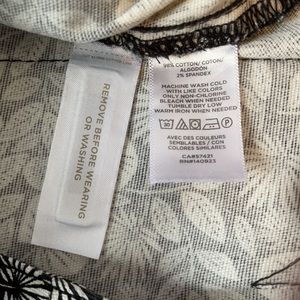 REMOVE BEFORE WEARING
OR WASHING
98% COTTON/ COTON/
ALGODÓN
2% SPANDEX
MACHINE WASH COLD
WITH LIKE COLORS
ONLY NON-CHLORINE
BLEACH WHEN NEEDED
TUMBLE DRY LOW
WARM IRON WHEN NEEDED
P
AVEC DES COULEURS
SEMBLABLES / CON
COLORES SIMILARES
CA#57421
RN#140923